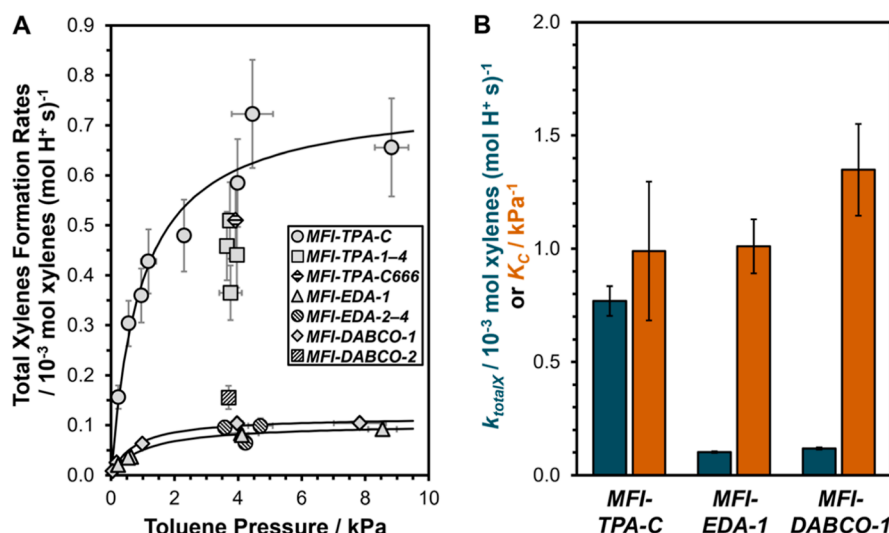 A
Total Xylenes Formation Rates
/ 10⁻³ mol xylenes (mol H⁺ s)⁻¹
0.9
0.8
0.7
0.6
0.5
0.4
0.3
0.2
0.1
0.0
0
2
4
6
8
10
Toluene Pressure / kPa
MFI-TPA-C
MFI-TPA-1–4
MFI-TPA-C666
MFI-EDA-1
MFI-EDA-2–4
MFI-DABCO-1
MFI-DABCO-2
B
k_totalX / 10⁻³ mol xylenes (mol H⁺ s)⁻¹
or K_C / kPa⁻¹
2.0
1.5
1.0
0.5
0.0
MFI-
TPA-C
MFI-
EDA-1
MFI-
DABCO-1